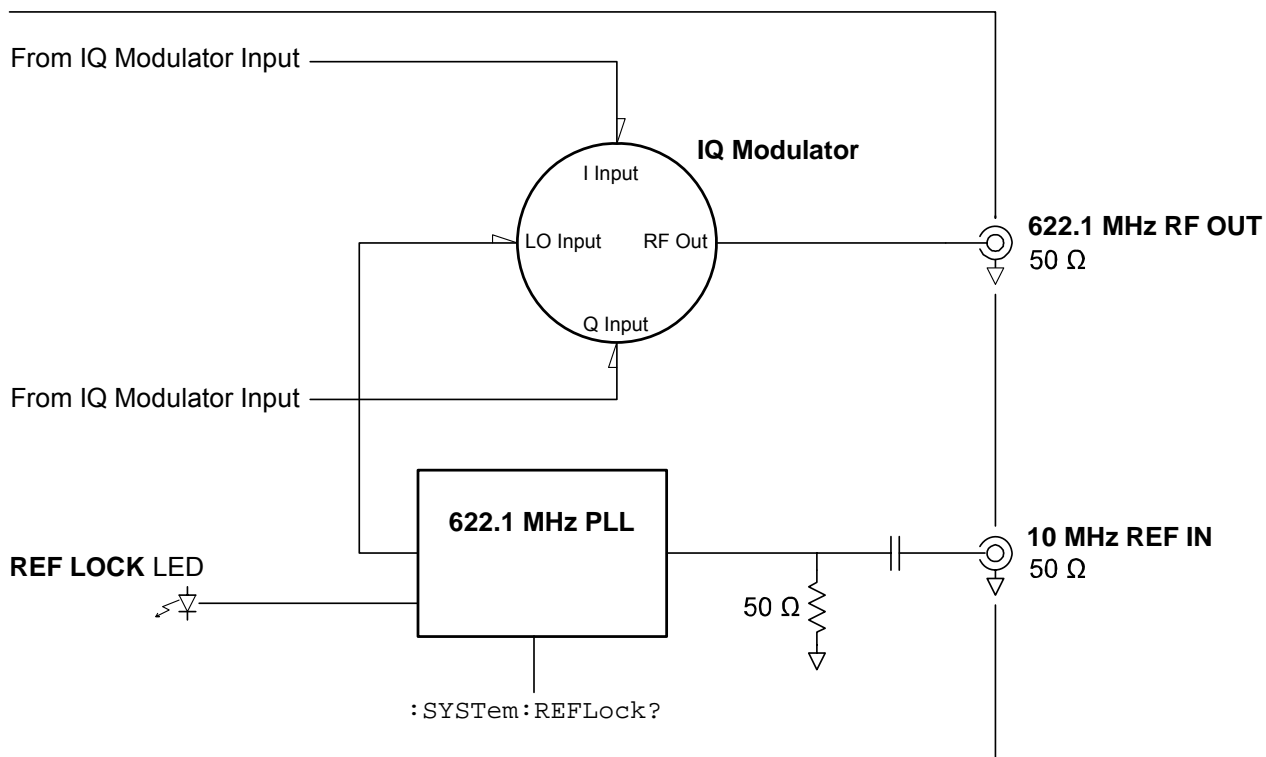 From IQ Modulator Input
IQ Modulator
I Input
LO Input
RF Out
Q Input
622.1 MHz RF OUT
50 Ω
From IQ Modulator Input
622.1 MHz PLL
10 MHz REF IN
50 Ω
REF LOCK LED
50 Ω
:SYSTem:REFLock?